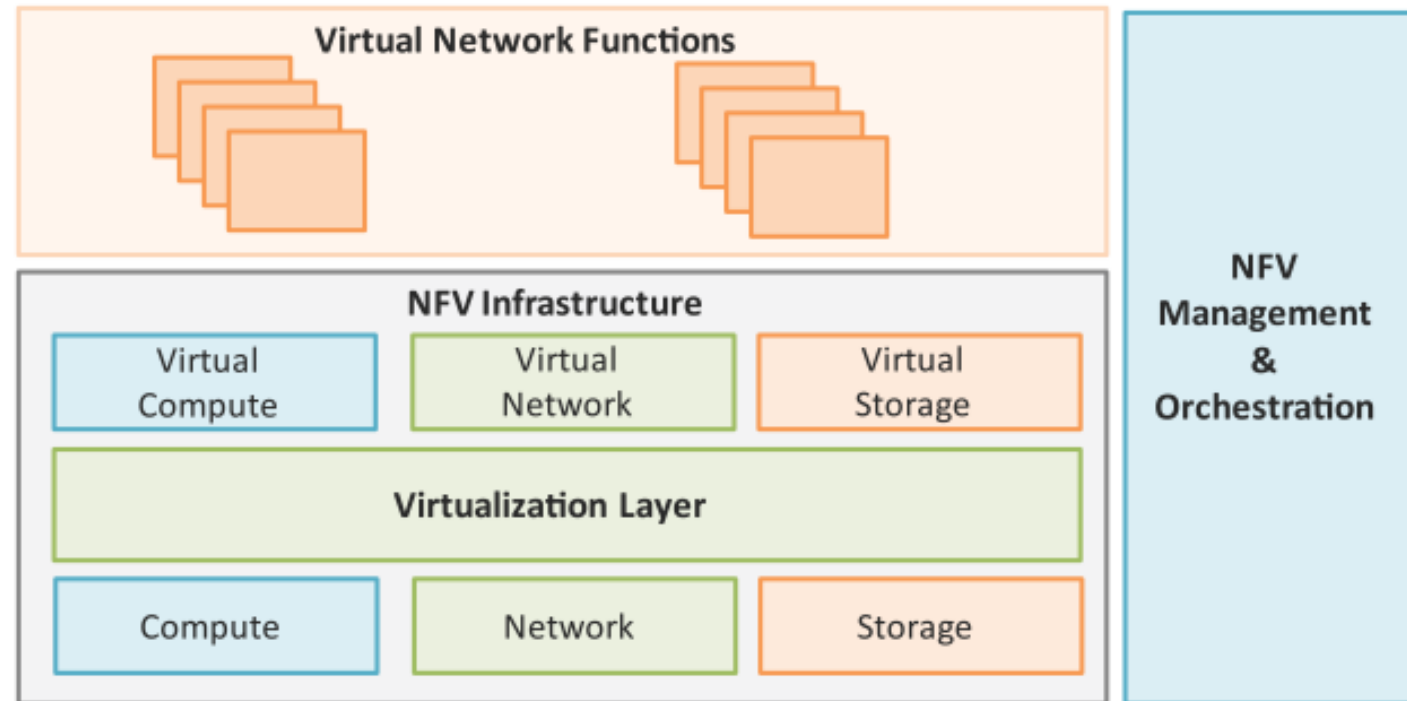 Virtual Network Functions
NFV Infrastructure
Virtual
Compute
Virtual
Network
Virtual
Storage
Virtualization Layer
Compute
Network
Storage
NFV
Management
&
Orchestration